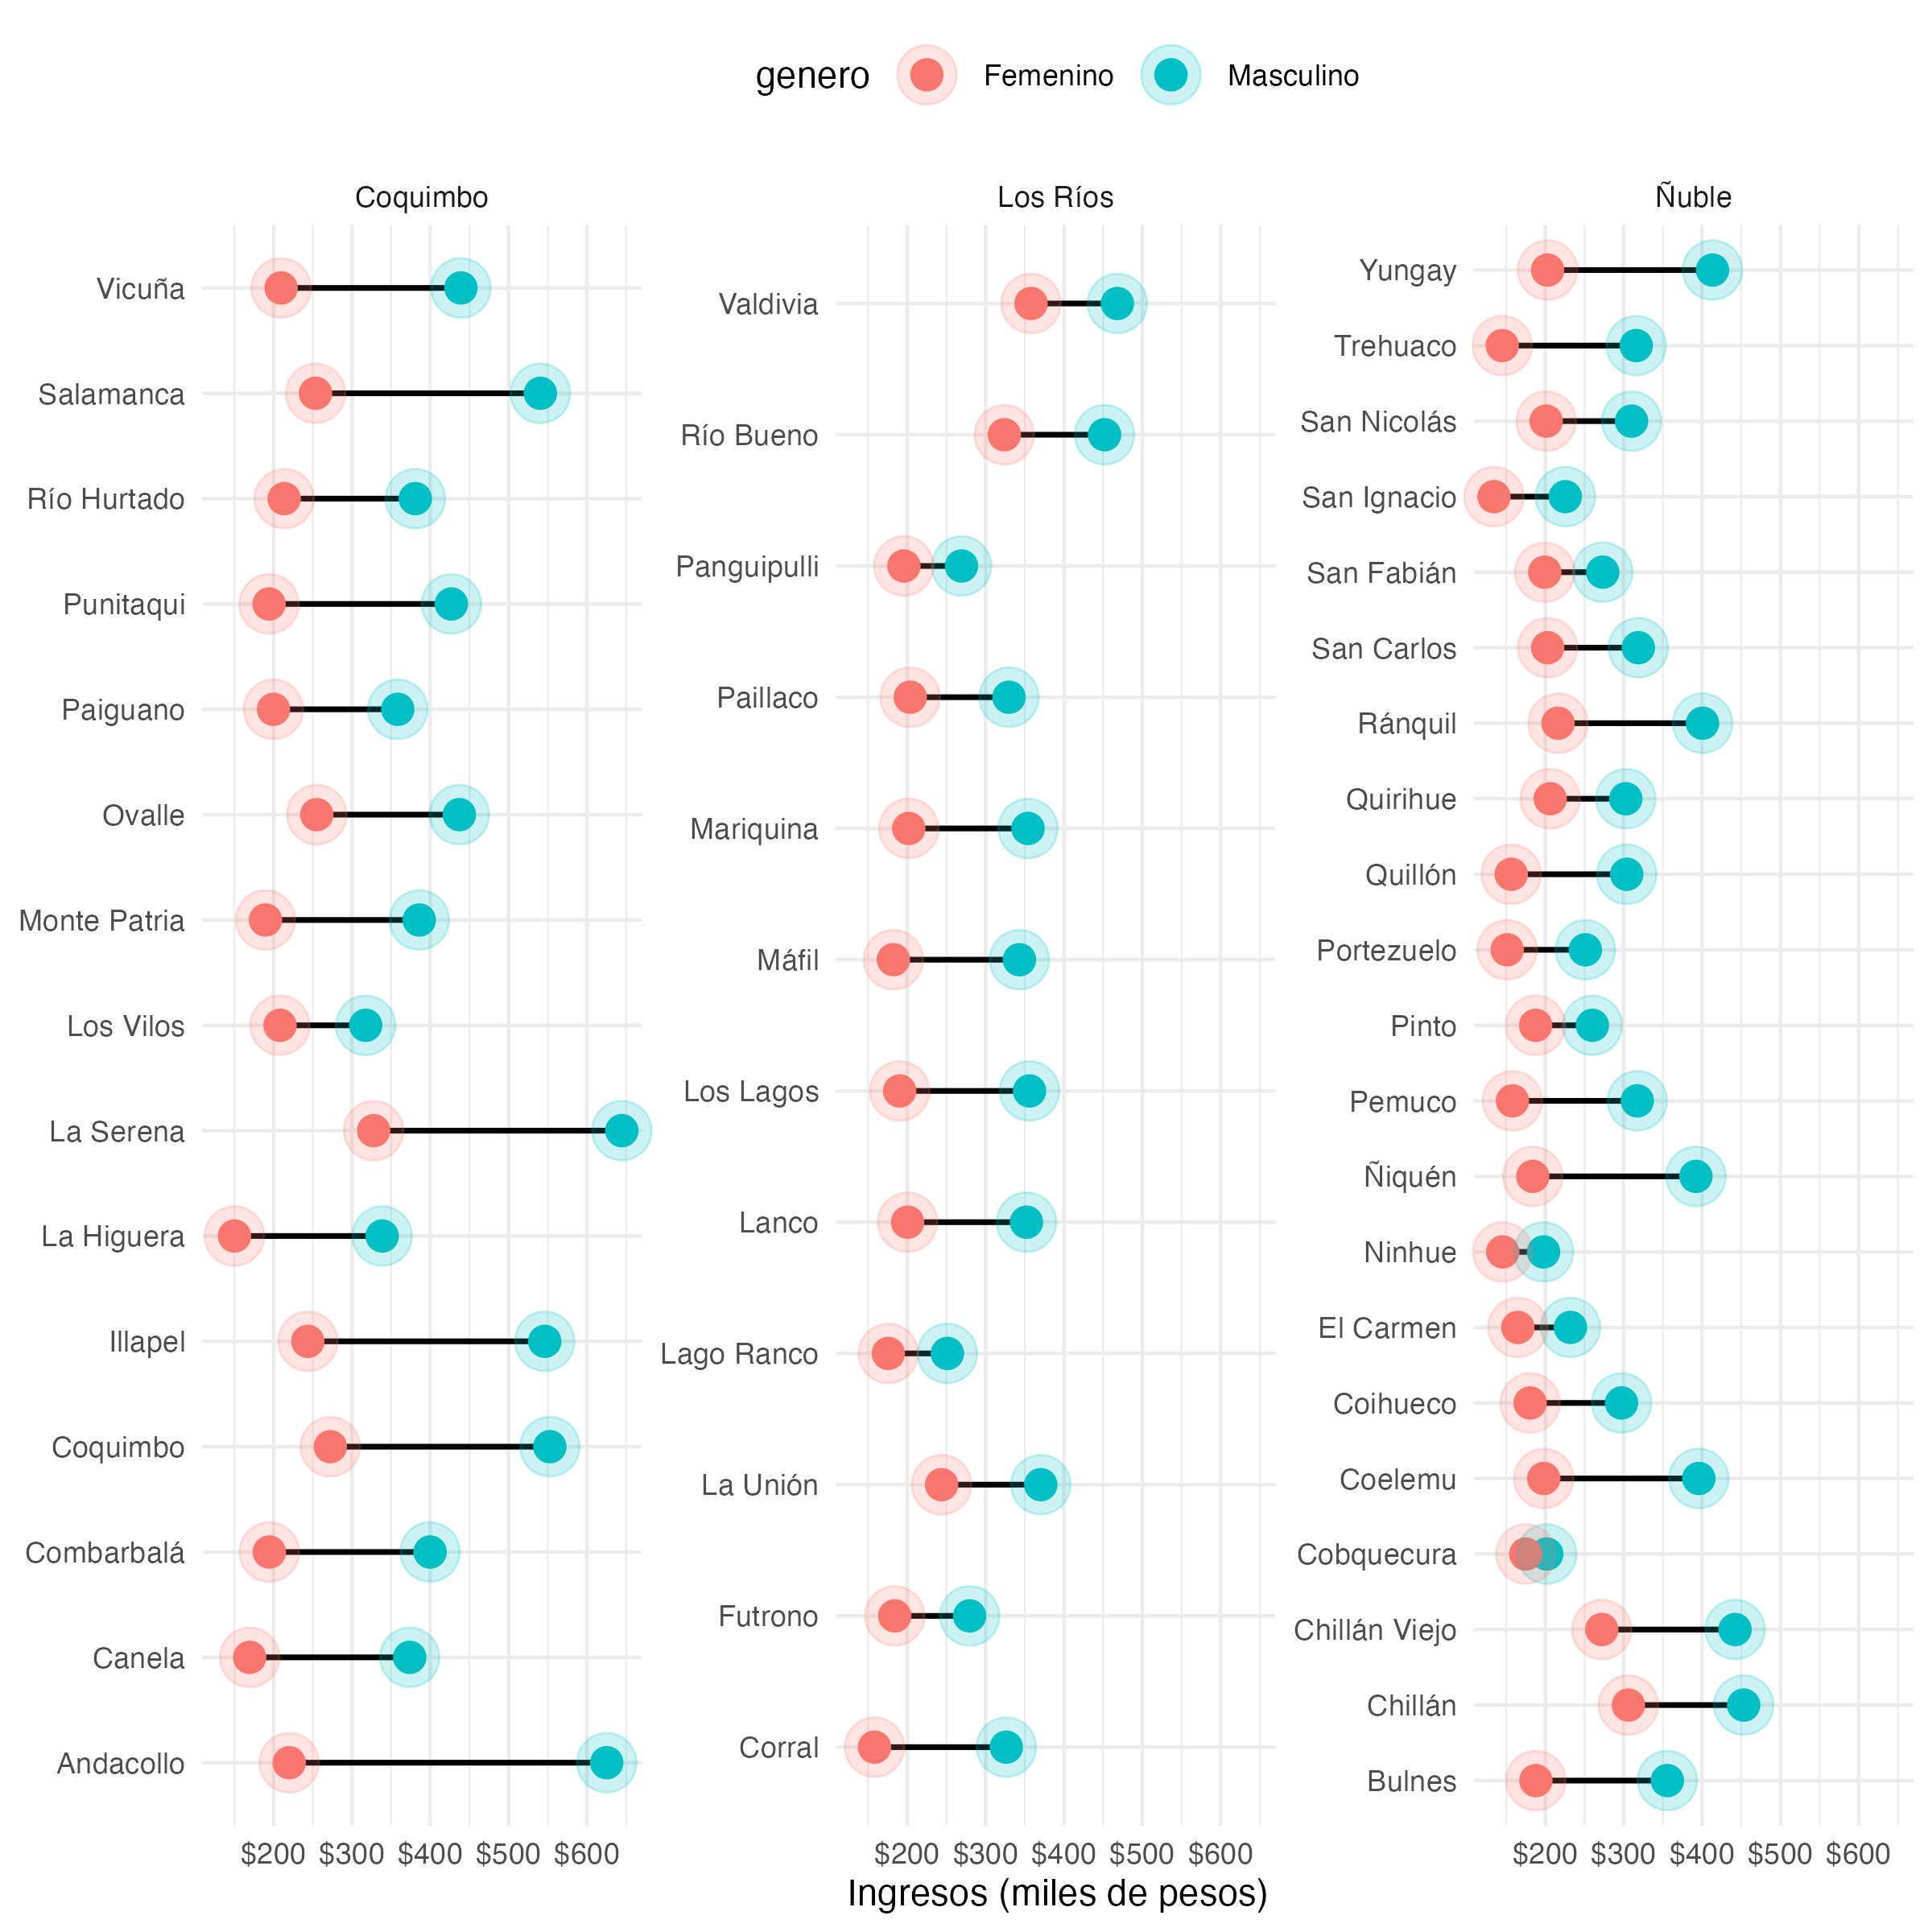 genero Femenino Masculino
Coquimbo
Vicuña
Salamanca
Río Hurtado
Punitaqui
Paiguano
Ovalle
Monte Patria
Los Vilos
La Serena
La Higuera
Illapel
Coquimbo
Combarbalá
Canela
Andacollo
$200 $300 $400 $500 $600
Los Ríos
Valdivia
Río Bueno
Panguipulli
Paillaco
Mariquina
Máfil
Los Lagos
Lanco
Lago Ranco
La Unión
Futrono
Corral
$200 $300 $400 $500 $600
Ñuble
Yungay
Trehuaco
San Nicolás
San Ignacio
San Fabián
San Carlos
Ránquil
Quirihue
Quillón
Portezuelo
Pinto
Pemuco
Ñiquén
Ninhue
El Carmen
Coihueco
Coelemu
Cobquecura
Chillán Viejo
Chillán
Bulnes
$200 $300 $400 $500 $600
Ingresos (miles de pesos)